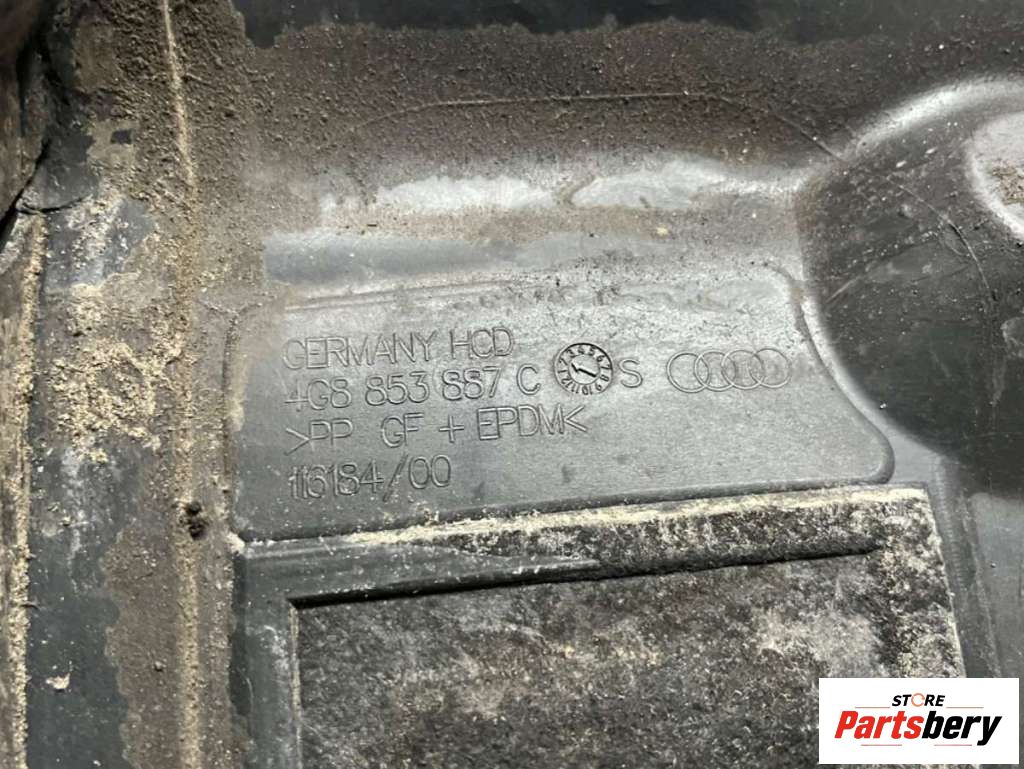 GERMANY HCD
4G8 853 887 C S
>PP GF + EPDM<
116184/00
STORE
Partsbery